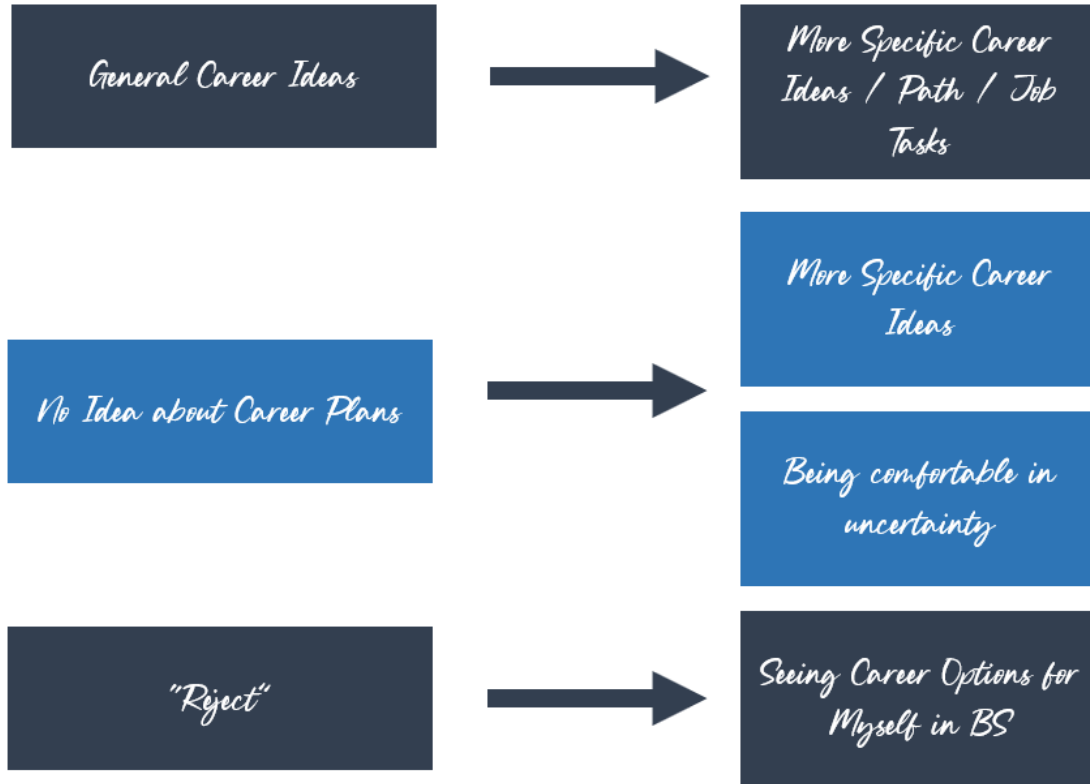 General Career Ideas
More Specific Career
Ideas / Path / Job
Tasks
No Idea about Career Plans
More Specific Career
Ideas
Being comfortable in
uncertainty
"Reject"
Seeing Career Options for
Myself in BS